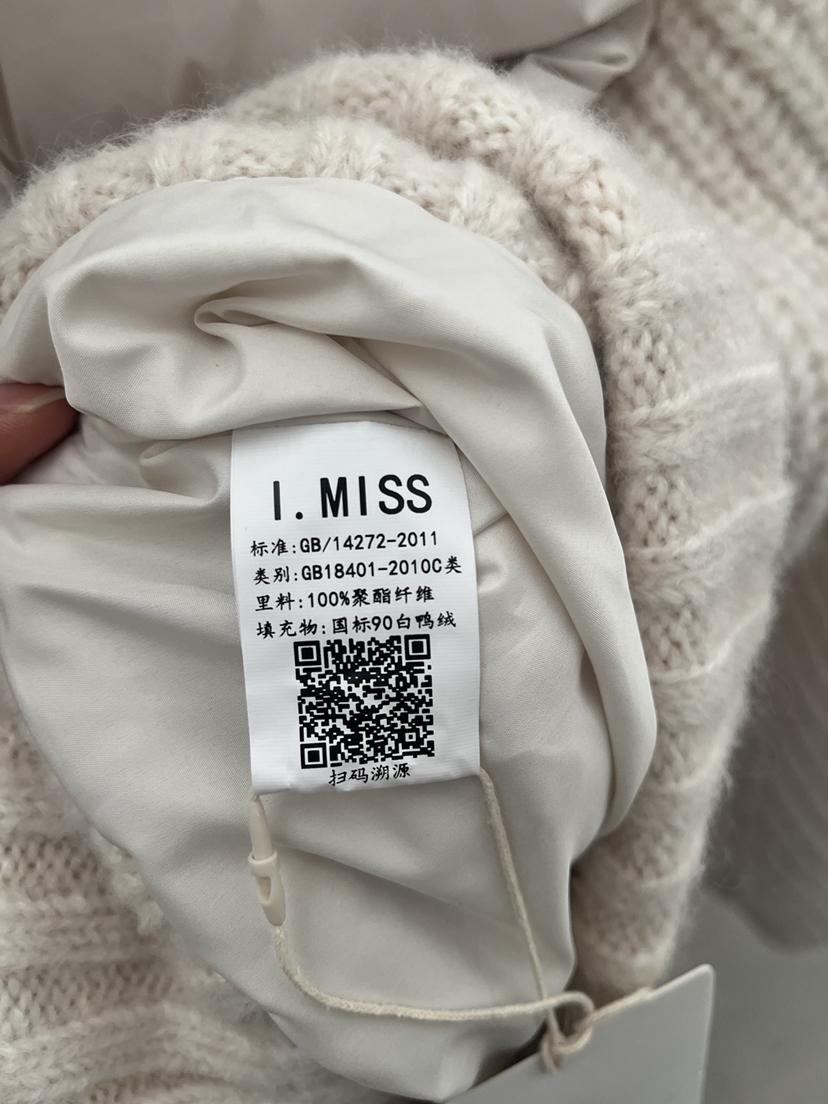 I.MISS
标准:GB/14272-2011
类别:GB18401-2010C类
里料:100%聚酯纤维
填充物:国标90白鸭绒
扫码溯源